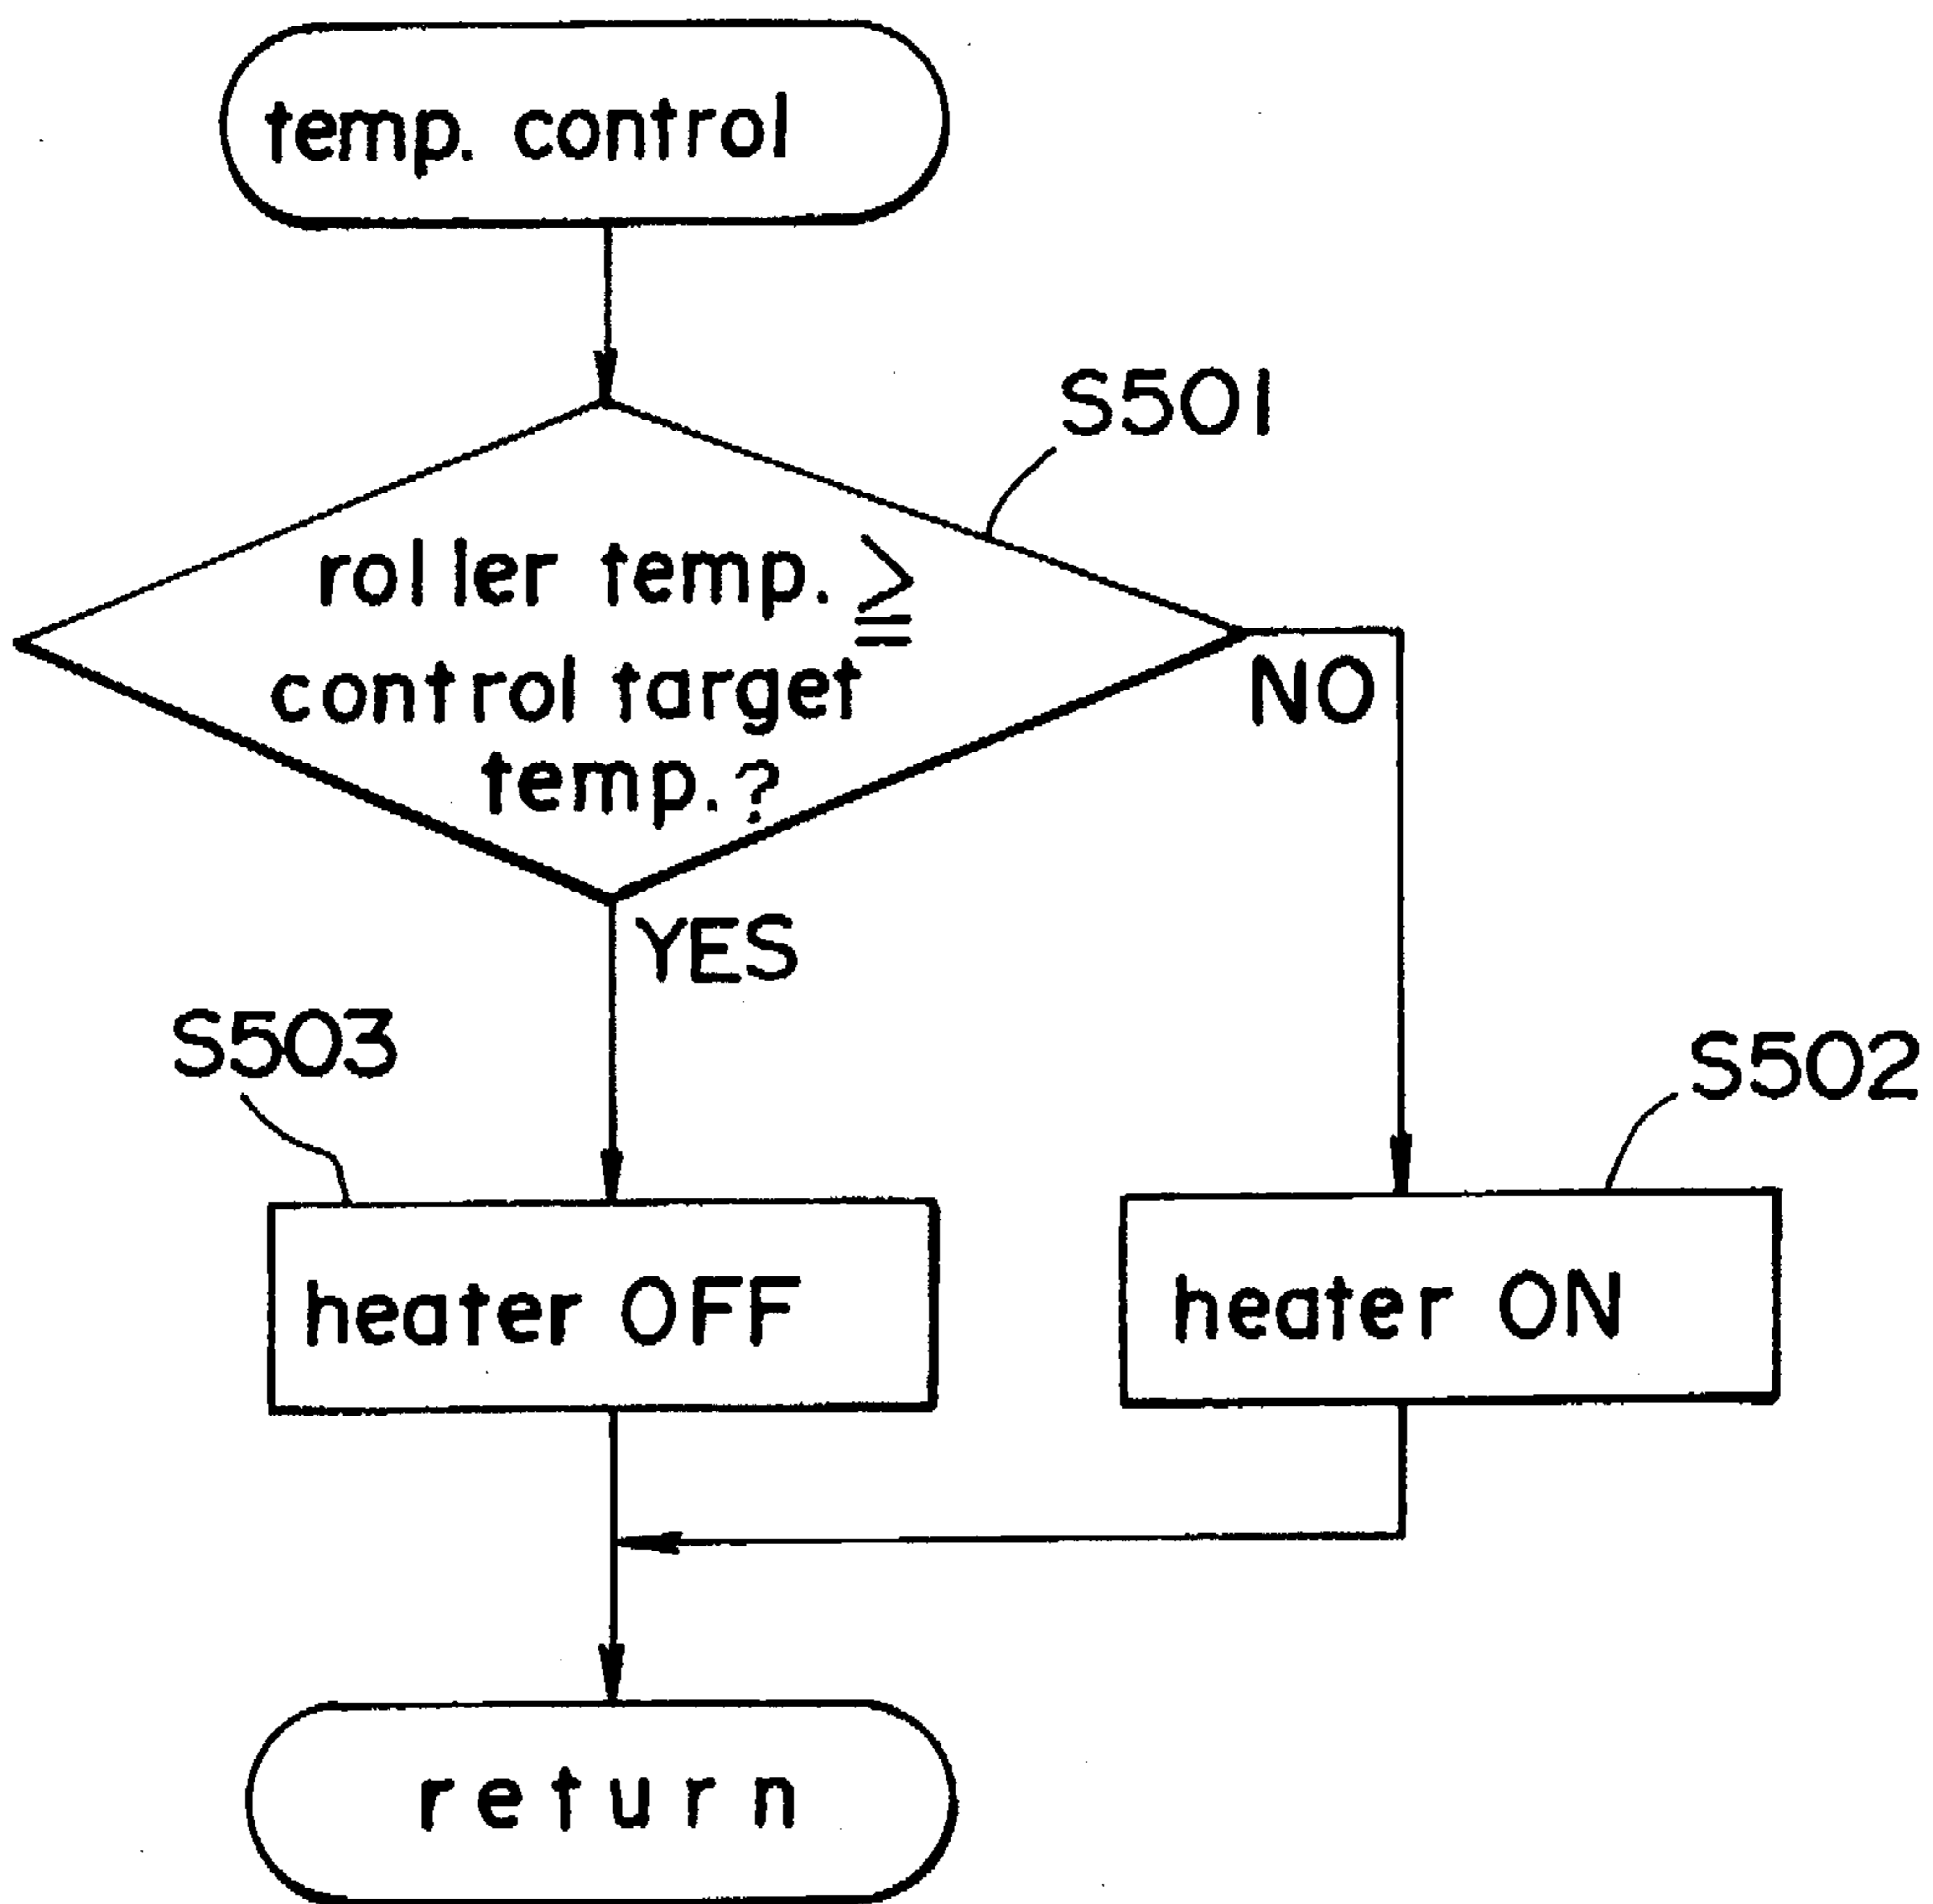 temp. control
S501
roller temp. ≧
control target
temp.?
NO
YES
S503
S502
heater OFF
heater ON
return